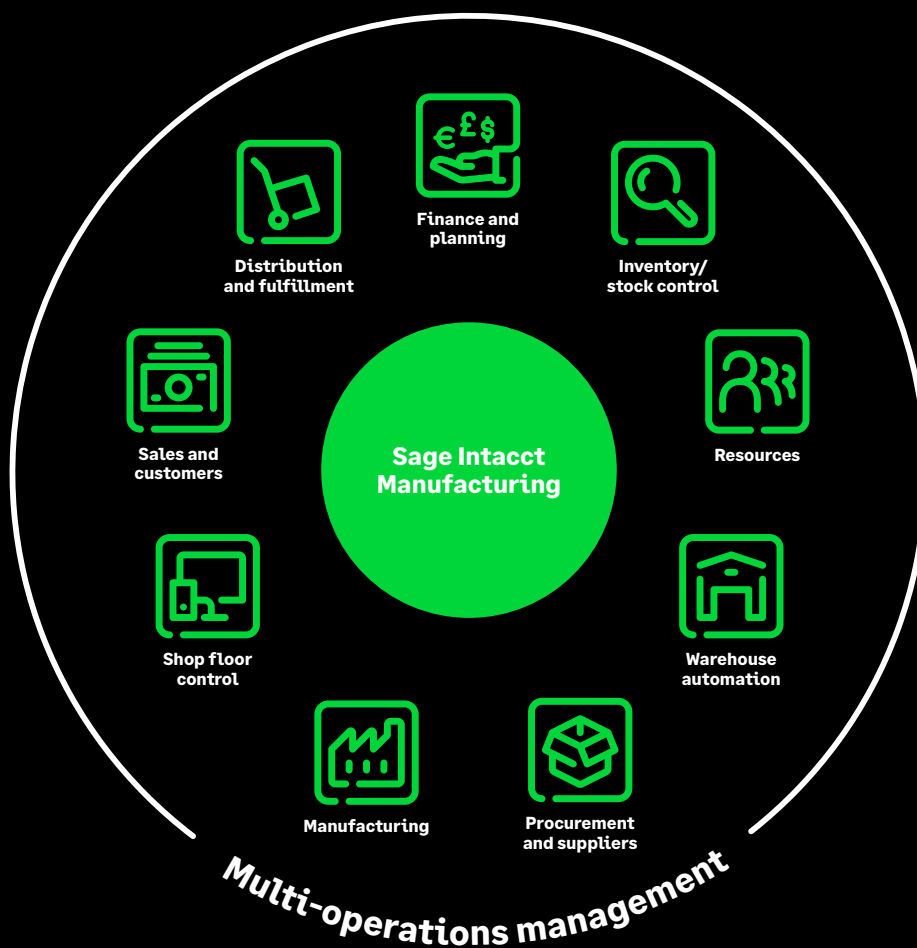 € £ $
Finance and
planning
Distribution
and fulfillment
Inventory/
stock control
Sales and
customers
Resources
Sage Intacct
Manufacturing
Shop floor
control
Warehouse
automation
Manufacturing
Procurement
and suppliers
Multi-operations management